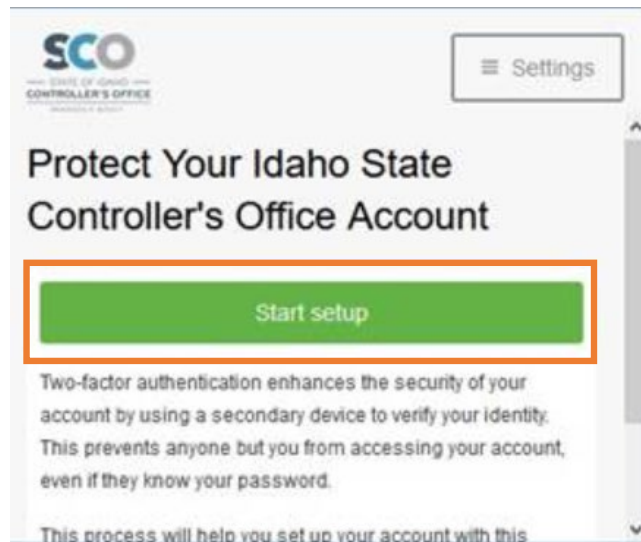 SCO
STATE OF IDAHO
CONTROLLER'S OFFICE
≡ Settings
Protect Your Idaho State
Controller's Office Account
Start setup
Two-factor authentication enhances the security of your
account by using a secondary device to verify your identity.
This prevents anyone but you from accessing your account,
even if they know your password.
This process will help you set up your account with this